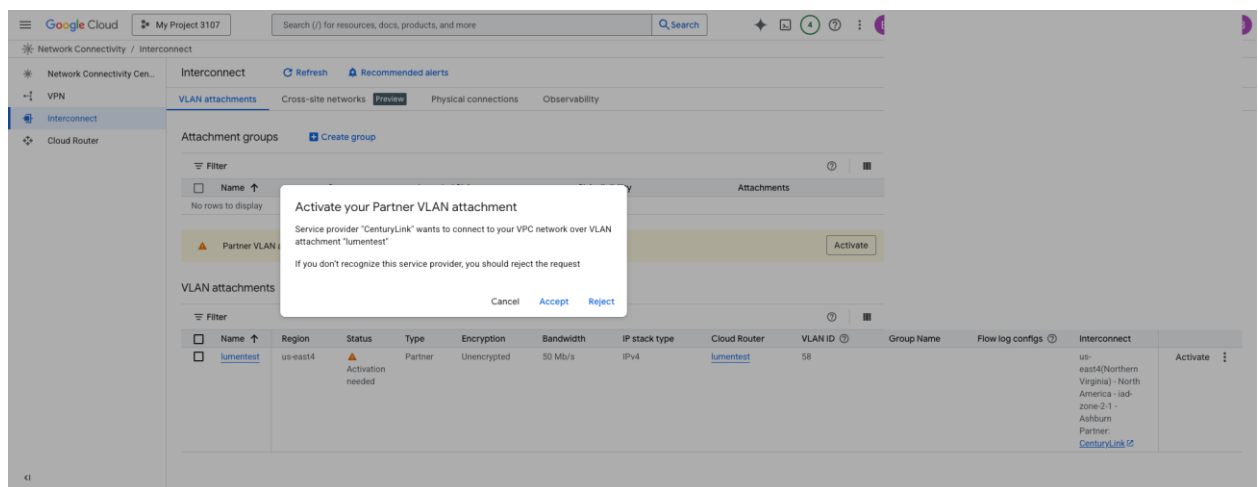 Google Cloud
My Project 3107
Search (/) for resources, docs, products, and more
Search
4
Network Connectivity / Interconnect
Network Connectivity Cen...
VPN
Interconnect
Cloud Router
Interconnect
Refresh
Recommended alerts
VLAN attachments
Cross-site networks Preview
Physical connections
Observability
Attachment groups
Create group
Filter
Name
Attachments
No rows to display
Partner VLAN
Activate
Activate your Partner VLAN attachment
Service provider "CenturyLink" wants to connect to your VPC network over VLAN
attachment "lumentest"
If you don't recognize this service provider, you should reject the request
Cancel Accept Reject
VLAN attachments
Filter
Name Region Status Type Encryption Bandwidth IP stack type Cloud Router VLAN ID Group Name Flow log configs Interconnect
lumentest us-east4 Activation needed Partner Unencrypted 50 Mb/s IPv4 lumentest 58
us-
east4(Northern
Virginia) - North
America - iad-
zone-2-1 -
Ashburn
Partner:
CenturyLink
Activate